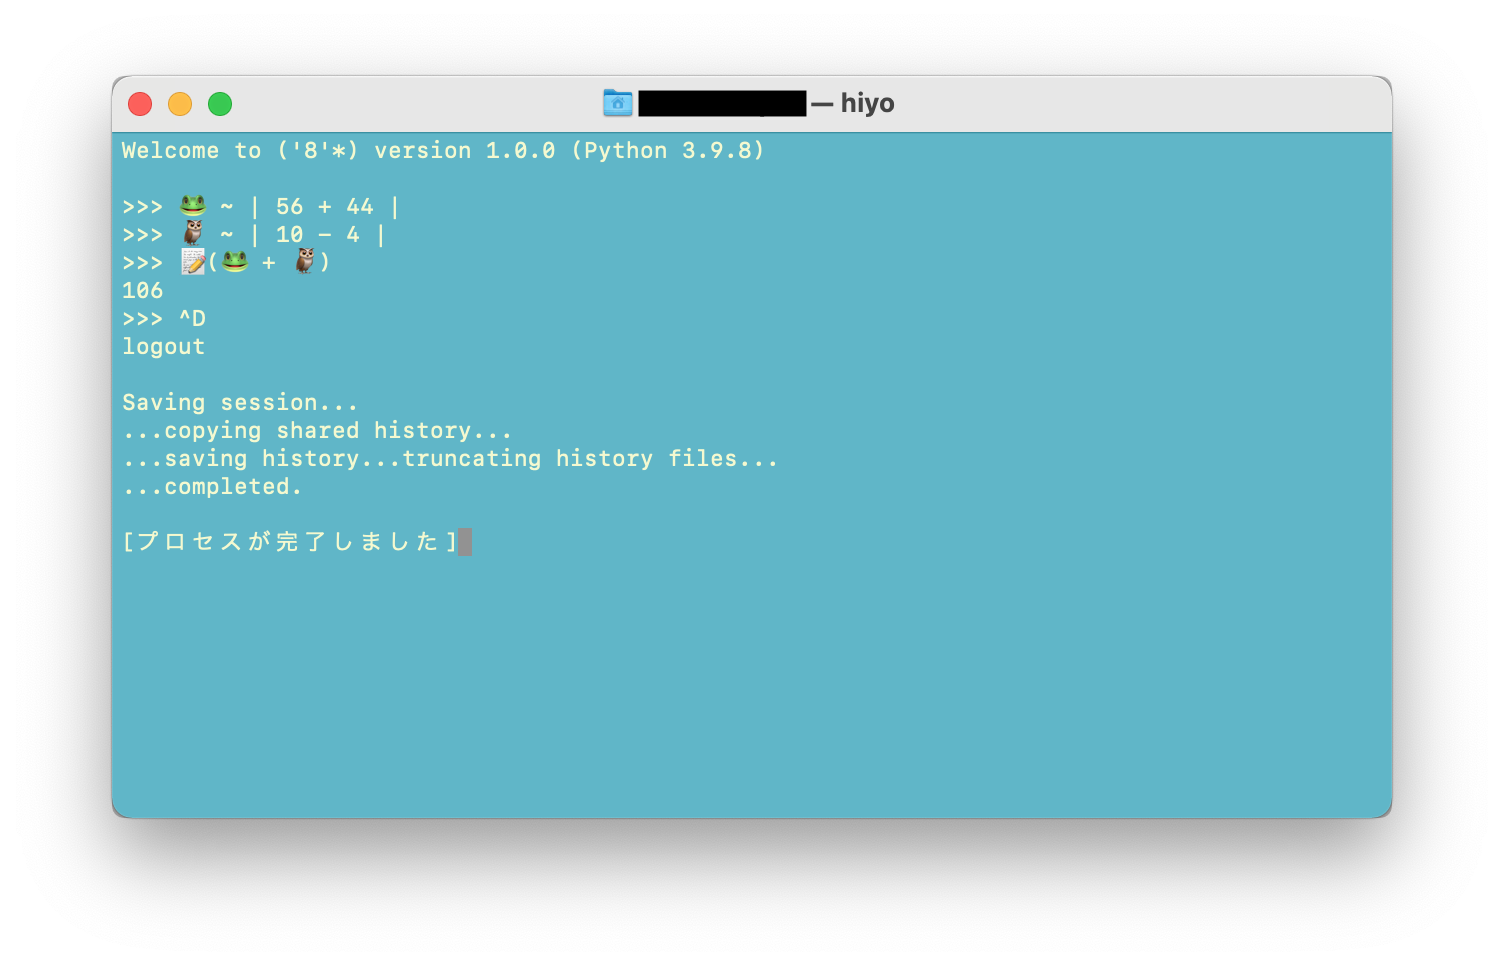 — hiyo
Welcome to ('8'*) version 1.0.0 (Python 3.9.8)
>>> 🐸 ~ | 56 + 44 |
>>> 🦉 ~ | 10 - 4 |
>>> 📝(🐸 + 🦉)
106
>>> ^D
logout
Saving session...
...copying shared history...
...saving history...truncating history files...
...completed.
[プロセスが完了しました]